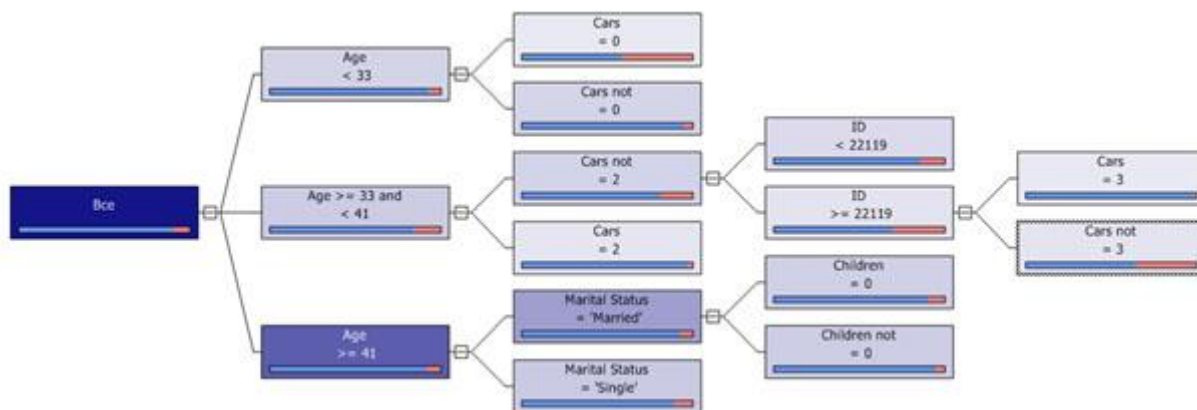 Все
Age
< 33
Age >= 33 and
< 41
Age
>= 41
Cars
= 0
Cars not
= 0
Cars not
= 2
Cars
= 2
Marital Status
= 'Married'
Marital Status
= 'Single'
ID
< 22119
ID
>= 22119
Children
= 0
Children not
= 0
Cars
= 3
Cars not
= 3